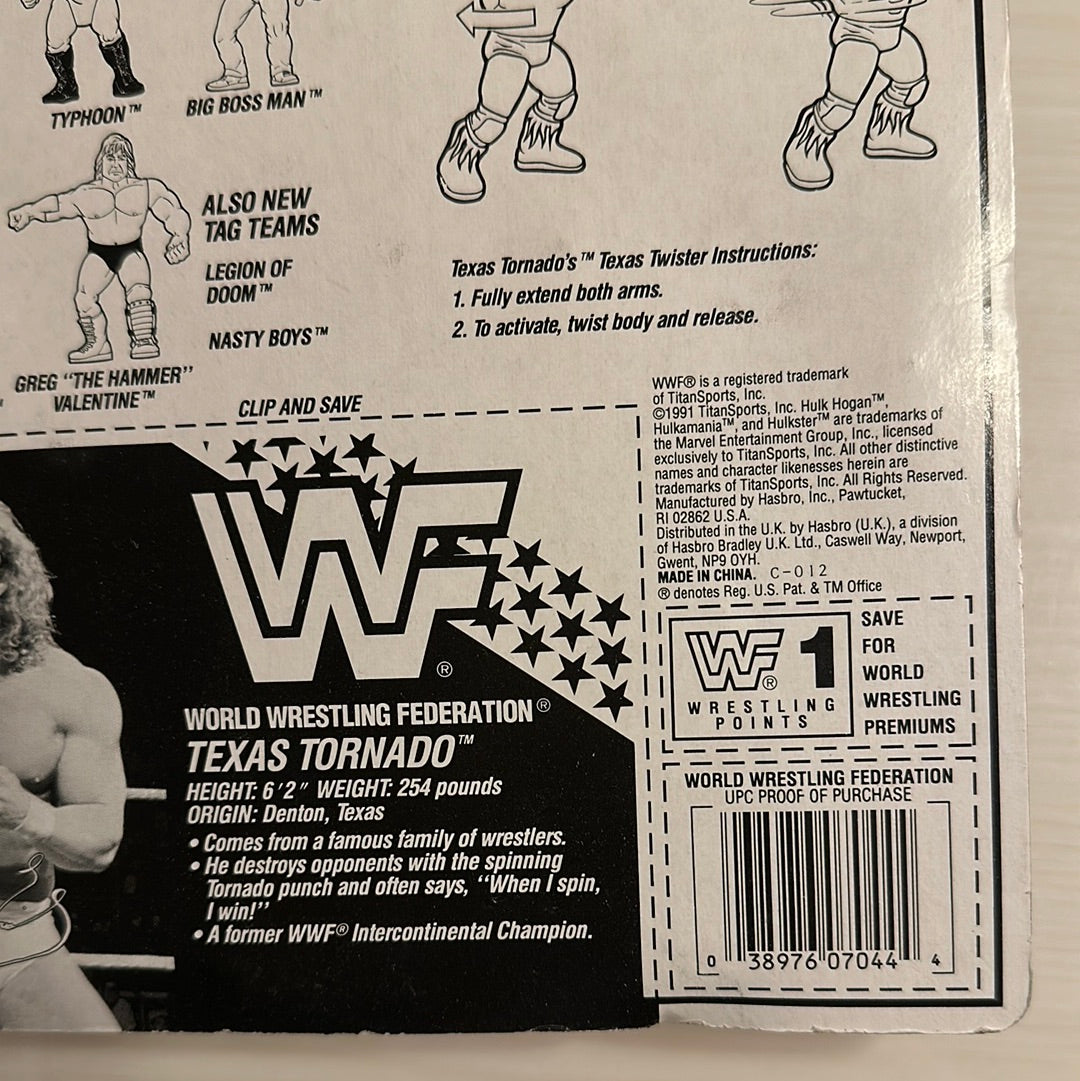 TYPHOON™
BIG BOSS MAN™
ALSO NEW
TAG TEAMS
LEGION OF
DOOM™
NASTY BOYS™
GREG “THE HAMMER”
VALENTINE™
Texas Tornado's™ Texas Twister Instructions:
1. Fully extend both arms.
2. To activate, twist body and release.
CLIP AND SAVE
WWF® is a registered trademark
of TitanSports, Inc.
©1991 TitanSports, Inc. Hulk Hogan™,
Hulkamania™, and Hulkster™ are trademarks of
the Marvel Entertainment Group, Inc., licensed
exclusively to TitanSports, Inc. All other distinctive
names and character likenesses herein are
trademarks of TitanSports, Inc. All Rights Reserved.
Manufactured by Hasbro, Inc., Pawtucket,
RI 02862 U.S.A.
Distributed in the U.K. by Hasbro (U.K.), a division
of Hasbro Bradley U.K. Ltd., Caswell Way, Newport,
Gwent, NP9 OYH.
MADE IN CHINA. C-012
® denotes Reg. U.S. Pat. & TM Office
WF®
WORLD WRESTLING FEDERATION®
TEXAS TORNADO™
HEIGHT: 6'2" WEIGHT: 254 pounds
ORIGIN: Denton, Texas
• Comes from a famous family of wrestlers.
• He destroys opponents with the spinning
Tornado punch and often says, “When I spin,
I win!”
• A former WWF® Intercontinental Champion.
WF® 1
WRESTLING
POINTS
SAVE
FOR
WORLD
WRESTLING
PREMIUMS
WORLD WRESTLING FEDERATION
UPC PROOF OF PURCHASE
0 38976 07044 4